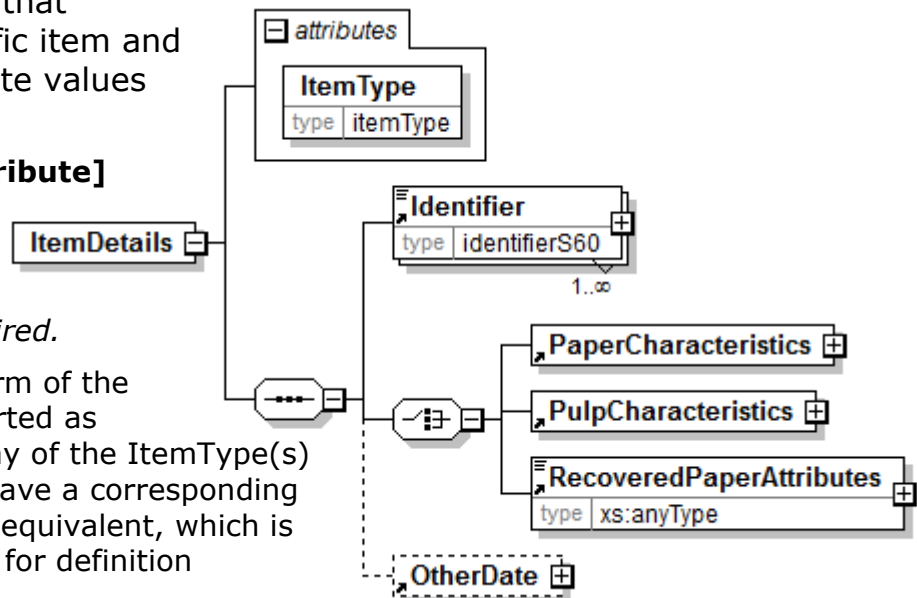 that
fic item and
te values
ribute]
ired.
rm of the
rted as
ny of the ItemType(s)
ave a corresponding
equivalent, which is
for definition
attributes
ItemType
type itemType
ItemDetails
Identifier
type identifierS60
1..∞
PaperCharacteristics
PulpCharacteristics
RecoveredPaperAttributes
type xs:anyType
OtherDate